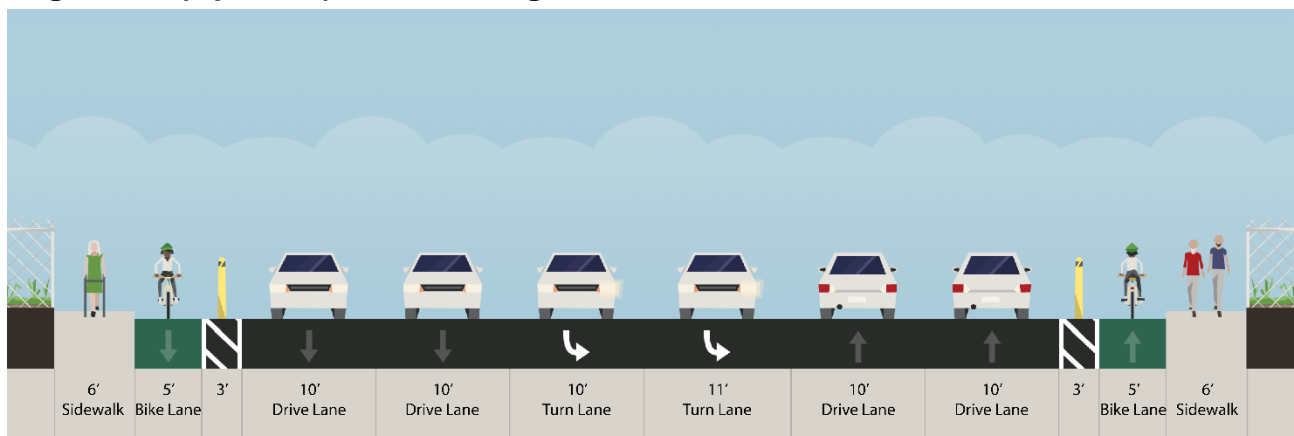 6’
Sidewalk
5’
Bike Lane
3’
10’
Drive Lane
10’
Drive Lane
10’
Turn Lane
11’
Turn Lane
10’
Drive Lane
10’
Drive Lane
3’
5’
Bike Lane
6’
Sidewalk